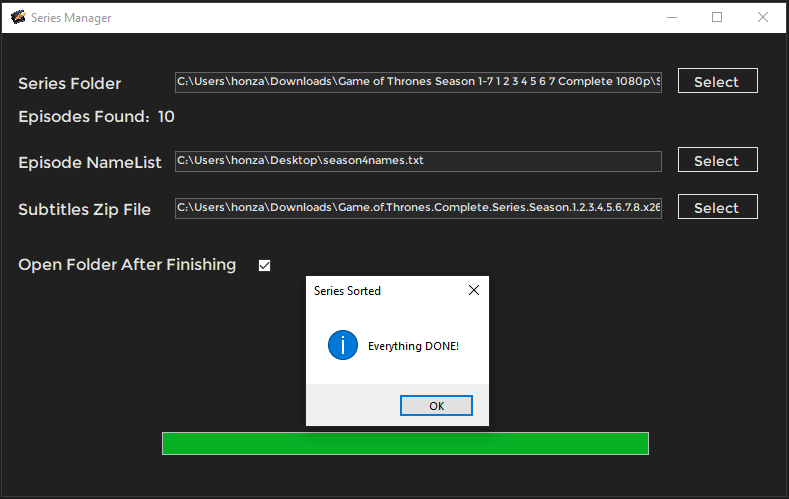 Series Manager
Series Folder
C:\Users\honza\Downloads\Game of Thrones Season 1-7 1 2 3 4 5 6 7 Complete 1080p\S
Select
Episodes Found: 10
Episode NameList
C:\Users\honza\Desktop\season4names.txt
Select
Subtitles Zip File
C:\Users\honza\Downloads\Game.of.Thrones.Complete.Series.Season.1.2.3.4.5.6.7.8.x26
Select
Open Folder After Finishing
Series Sorted
Everything DONE!
OK